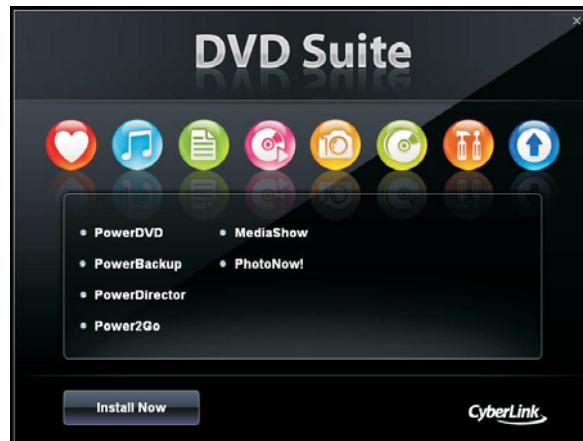 DVD Suite
PowerDVD
PowerBackup
PowerDirector
Power2Go
MediaShow
PhotoNow!
Install Now
CyberLink